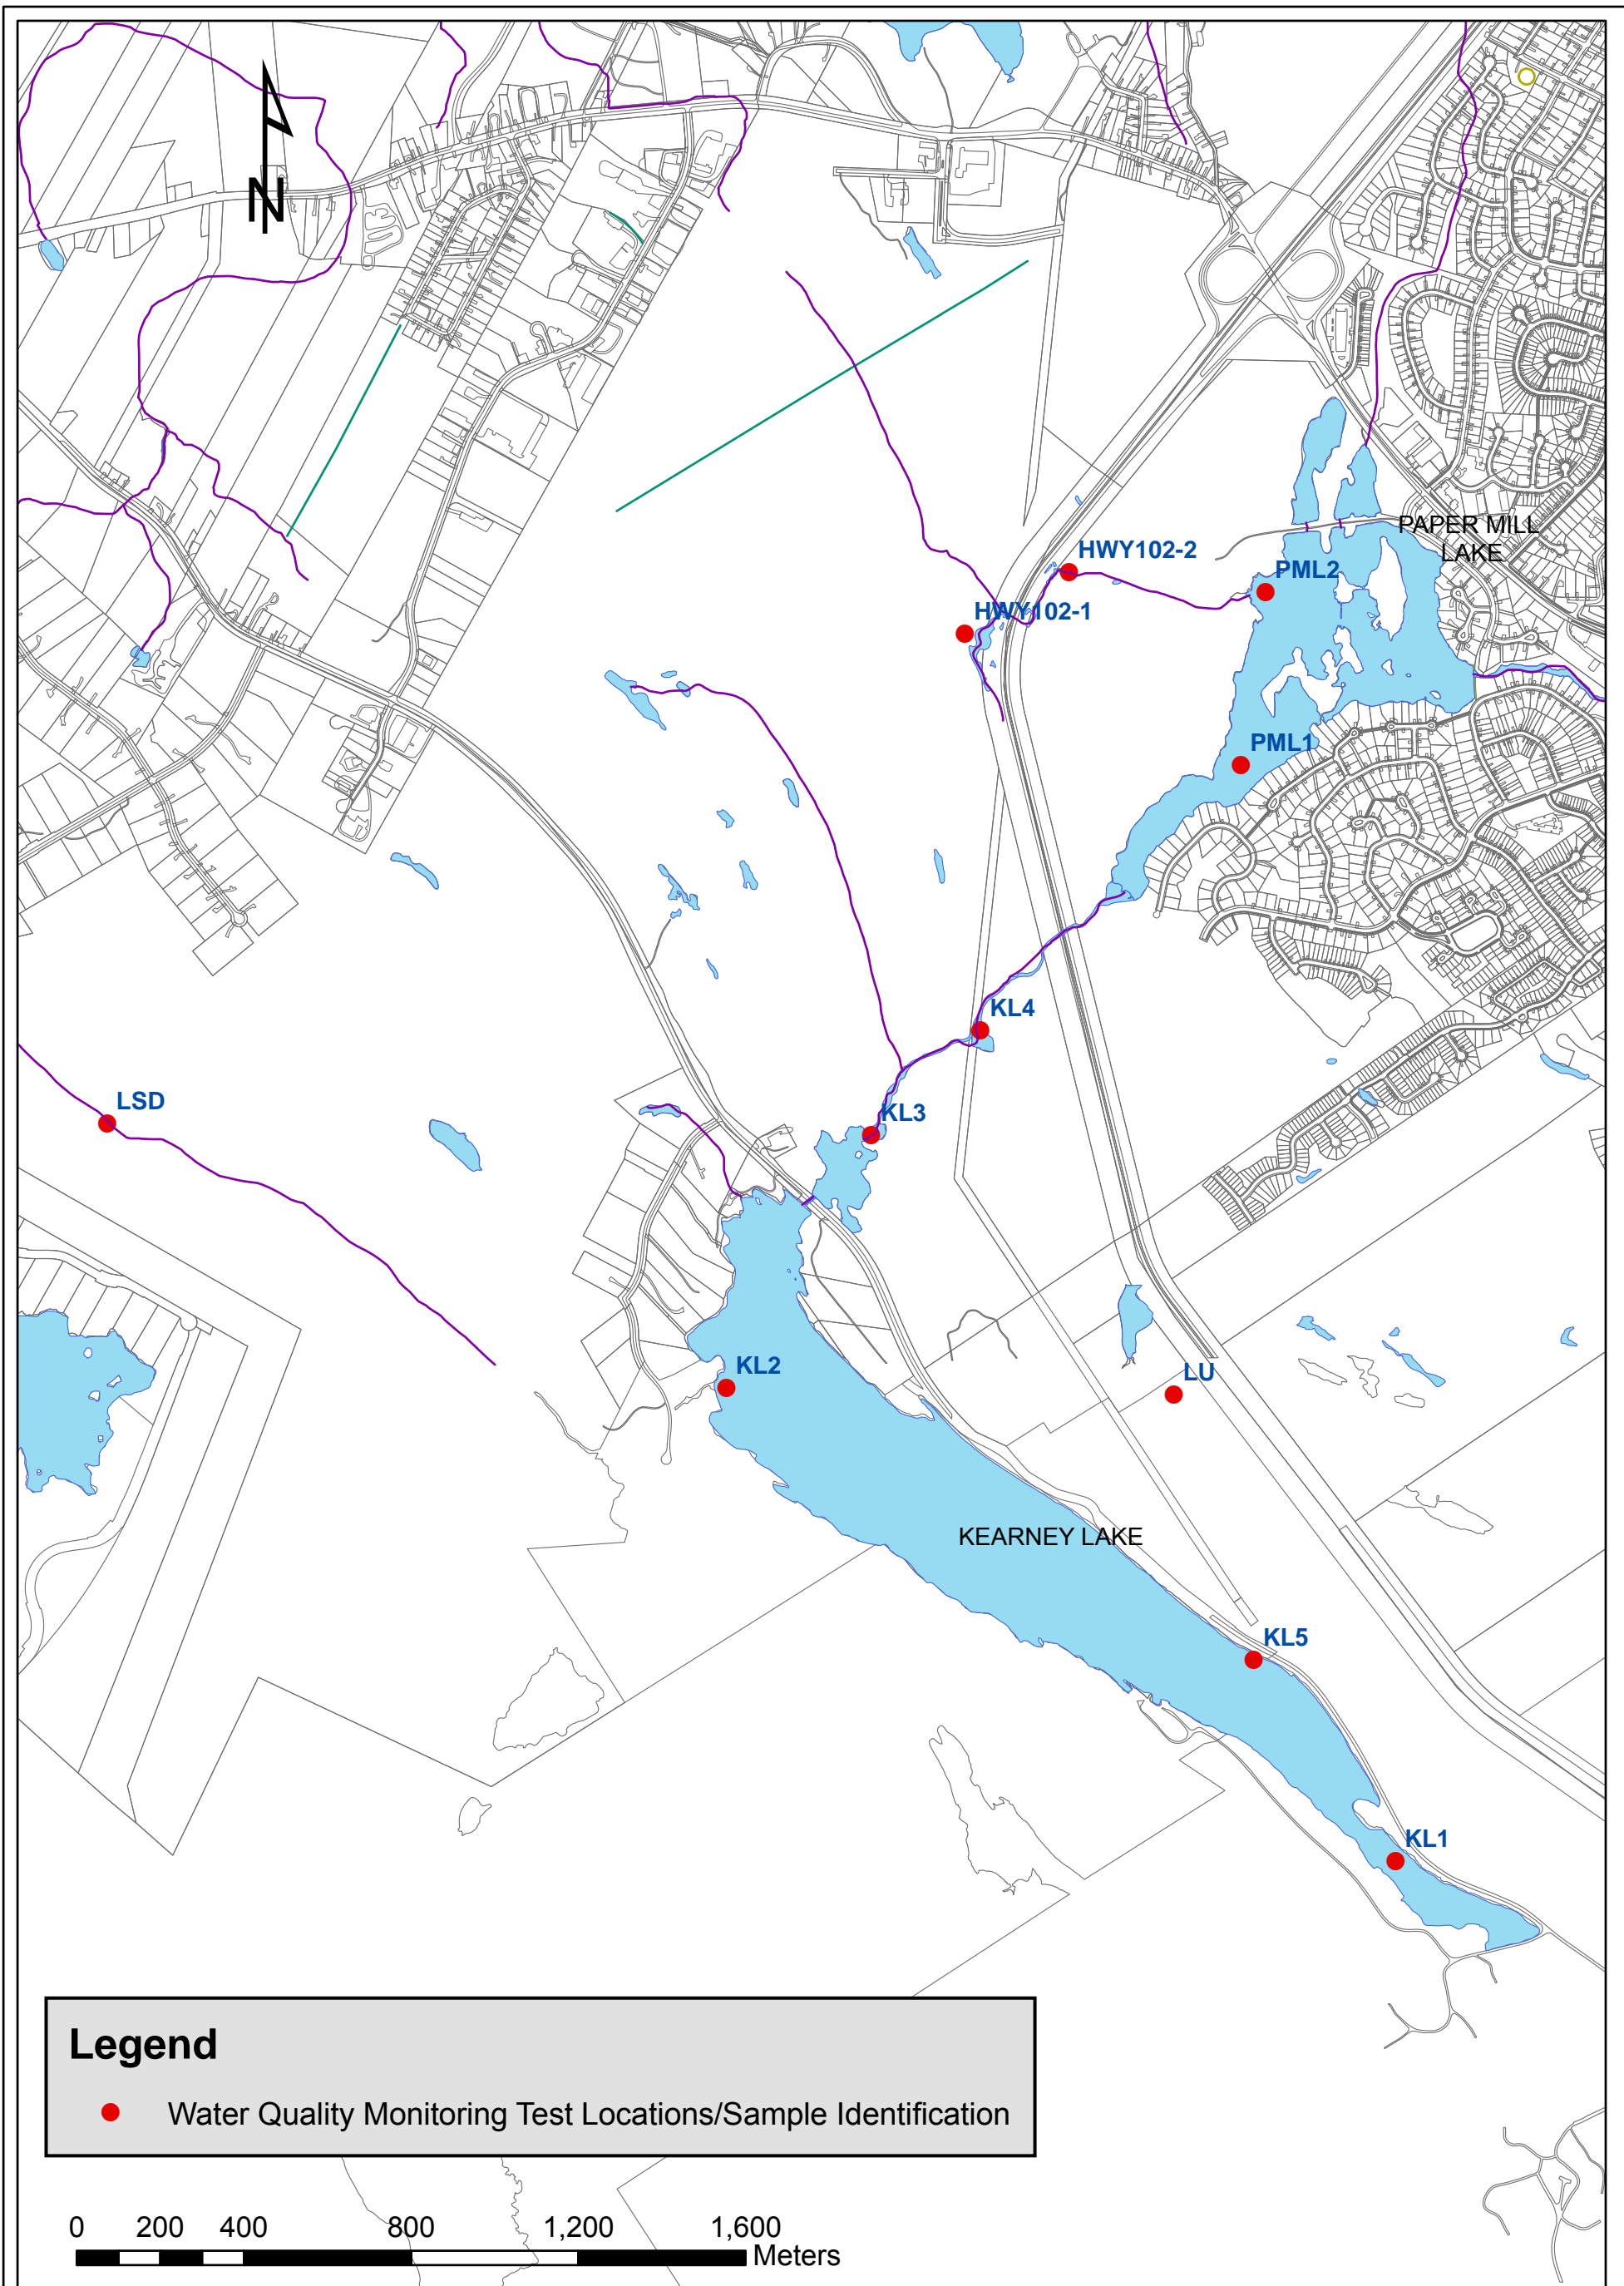 N
PAPER MILL
LAKE
HWY102-2
PML2
HWY102-1
PML1
KL4
LSD
KL3
KL2
LU
KEARNEY LAKE
KL5
KL1
Legend
Water Quality Monitoring Test Locations/Sample Identification
0 200 400 800 1,200 1,600
Meters